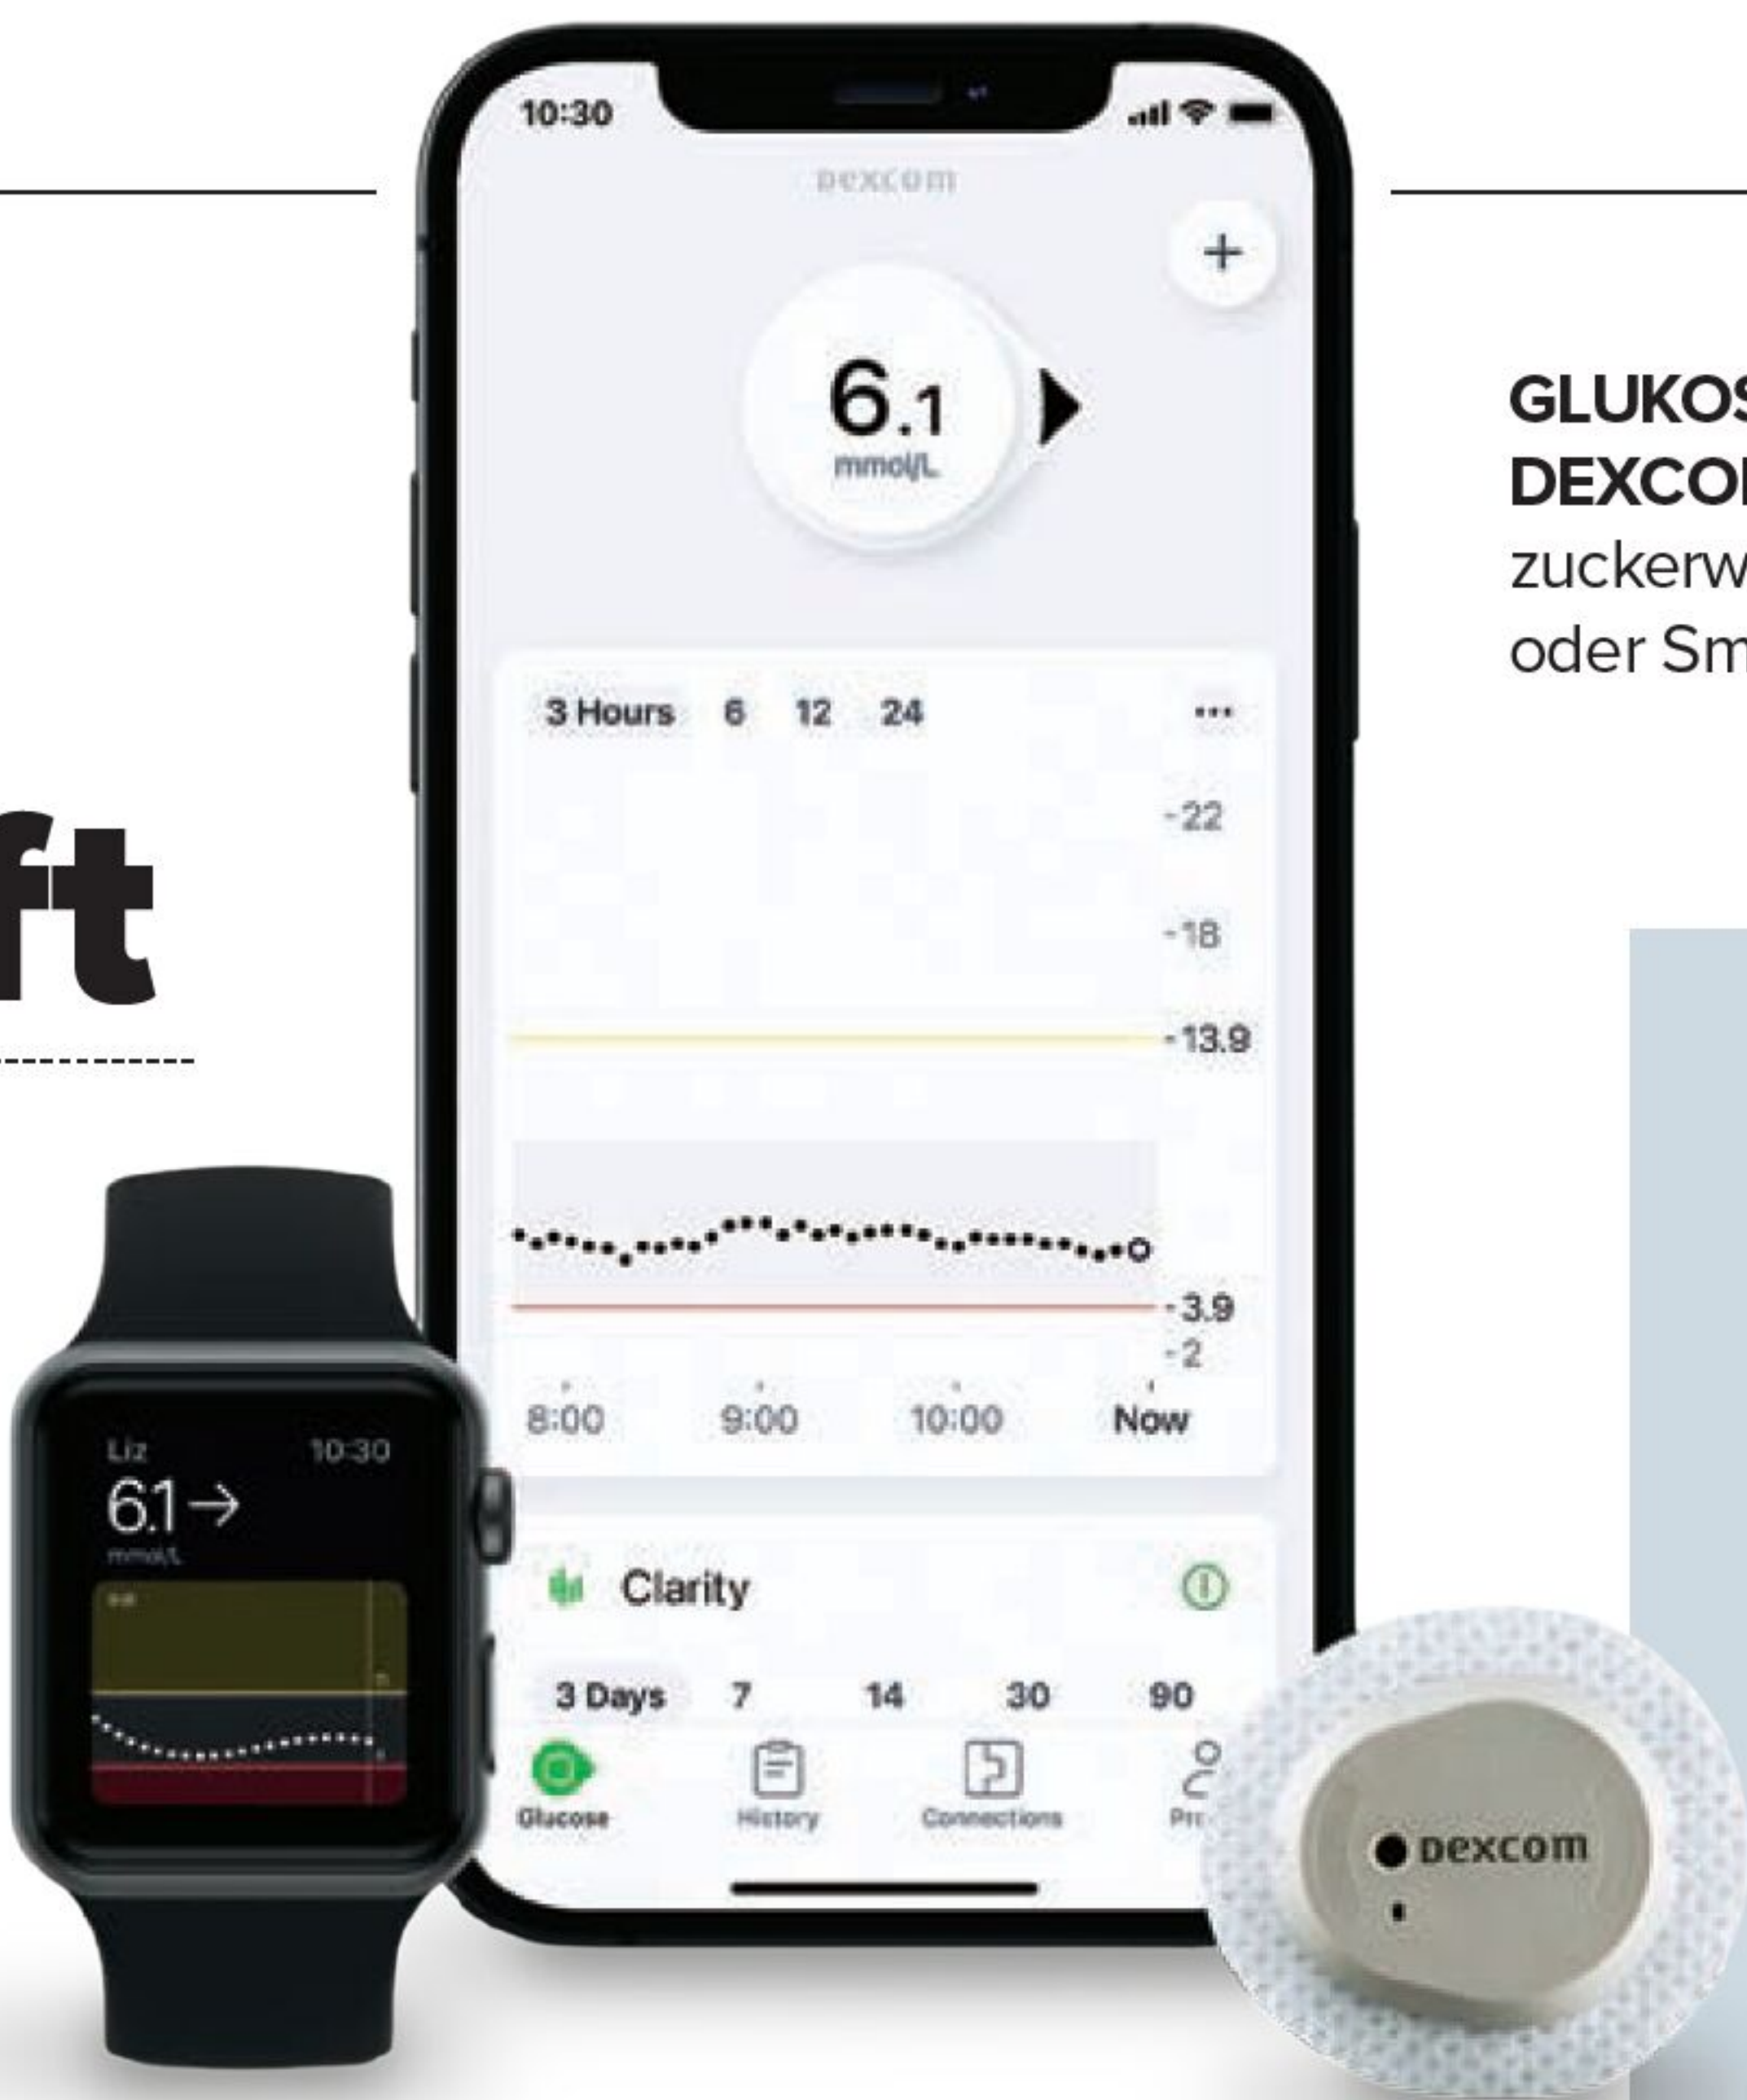 10:30
Dexcom
+
6.1
mmol/L
GLUKOS
DEXCO
zuckerw
oder Sm
3 Hours 6 12 24 ...
22
18
13.9
ft
3.9
2
8:00 9:00 10:00 Now
Liz 10:30
6.1→
mmol/L
Clarity
3 Days 7 14 30 90
Glucose History Connections
Dexcom